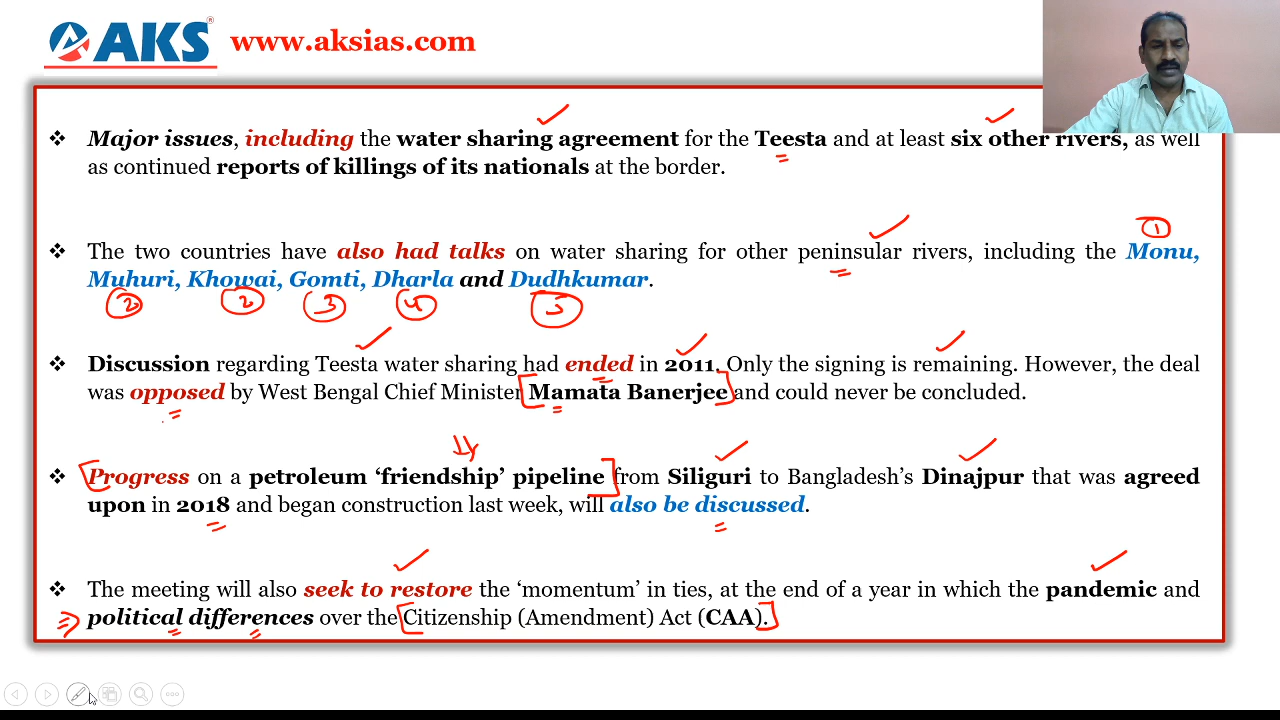 AKS
www.aksias.com
❖ Major issues, including the water sharing agreement for the Teesta and at least six other rivers, as well
as continued reports of killings of its nationals at the border.
❖ The two countries have also had talks on water sharing for other peninsular rivers, including the Monu,
1
Muhuri, Khowai, Gomti, Dharla and Dudhkumar.
2 2 3 4 5
❖ Discussion regarding Teesta water sharing had ended in 2011. Only the signing is remaining. However, the deal
was opposed by West Bengal Chief Minister Mamata Banerjee and could never be concluded.
❖ Progress on a petroleum ‘friendship’ pipeline from Siliguri to Bangladesh’s Dinajpur that was agreed
upon in 2018 and began construction last week, will also be discussed.
❖ The meeting will also seek to restore the ‘momentum’ in ties, at the end of a year in which the pandemic and
political differences over the Citizenship (Amendment) Act (CAA).